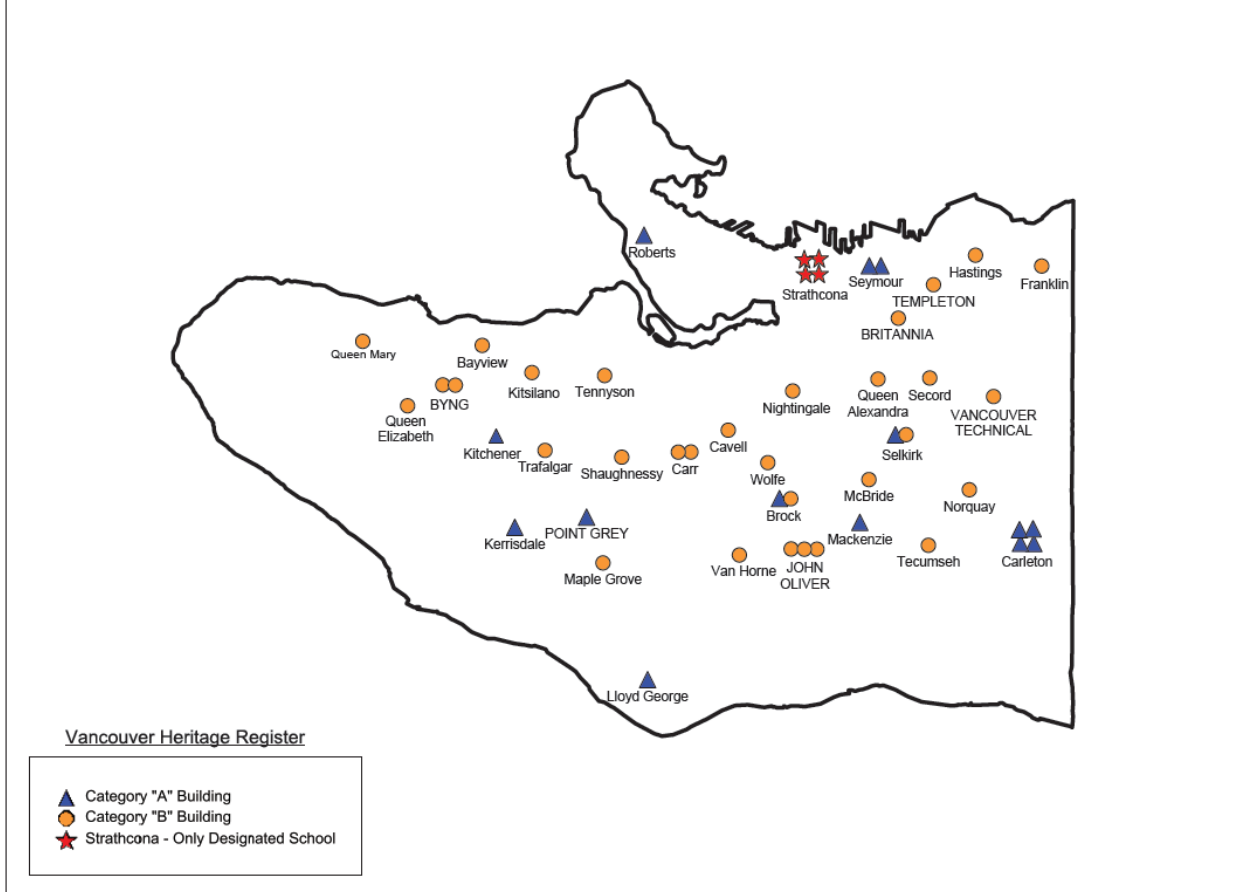 Roberts
Strathcona
Seymour
Hastings
Franklin
TEMPLETON
BRITANNIA
Queen Mary
Bayview
Kitsilano
Tennyson
BYNG
Queen
Elizabeth
Nightingale
Queen
Alexandra
Secord
VANCOUVER
TECHNICAL
Kitchener
Trafalgar
Shaughnessy
Carr
Cavell
Wolfe
Selkirk
McBride
Norquay
Brock
Kerrisdale
POINT GREY
Mackenzie
Maple Grove
Van Horne
JOHN
OLIVER
Tecumseh
Carleton
Lloyd George
Vancouver Heritage Register
Category "A" Building
Category "B" Building
Strathcona - Only Designated School